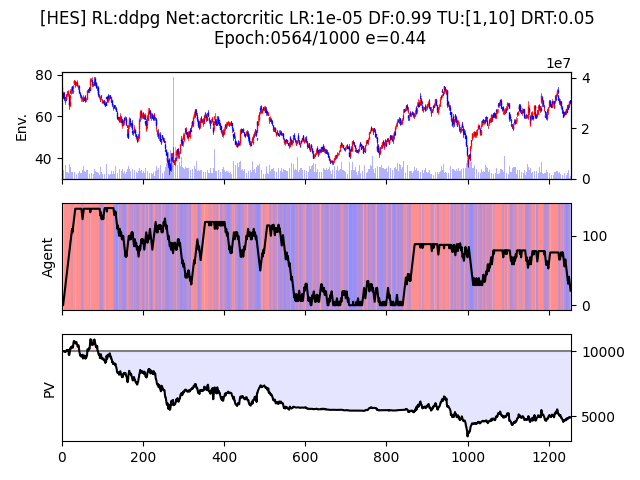 [HES] RL:ddpg Net:actorcritic LR:1e-05 DF:0.99 TU:[1,10] DRT:0.05
Epoch:0564/1000 e=0.44
1e7
80
60
40
Env.
4
2
0
Agent
100
0
PV
10000
5000
0 200 400 600 800 1000 1200